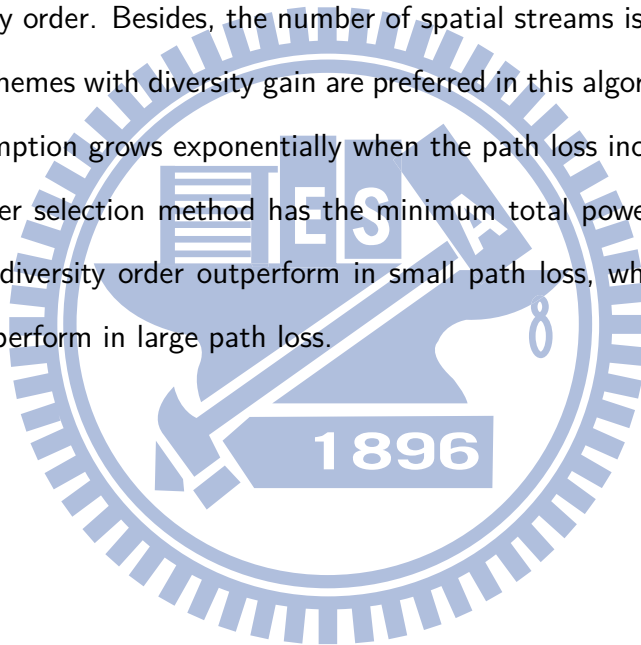 y order. Besides, the number of spatial streams is
nemes with diversity gain are preferred in this algor
mption grows exponentially when the path loss inc
er selection method has the minimum total powe
diversity order outperform in small path loss, wh
perform in large path loss.
E S A
8
1896